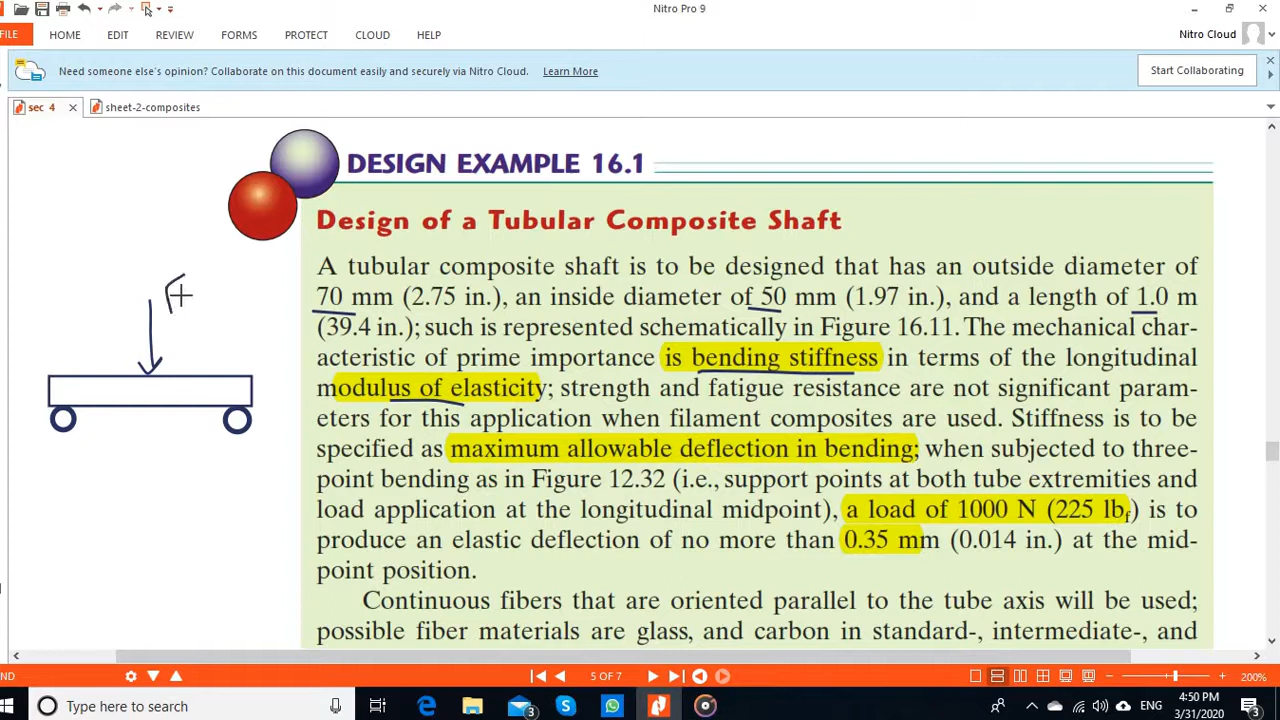 Nitro Pro 9
FILE HOME EDIT REVIEW FORMS PROTECT CLOUD HELP Nitro Cloud
Need someone else's opinion? Collaborate on this document easily and securely via Nitro Cloud. Learn More Start Collaborating
sec 4 sheet-2-composites
DESIGN EXAMPLE 16.1
Design of a Tubular Composite Shaft
A tubular composite shaft is to be designed that has an outside diameter of
70 mm (2.75 in.), an inside diameter of 50 mm (1.97 in.), and a length of 1.0 m
(39.4 in.); such is represented schematically in Figure 16.11. The mechanical char-
acteristic of prime importance is bending stiffness in terms of the longitudinal
modulus of elasticity; strength and fatigue resistance are not significant param-
eters for this application when filament composites are used. Stiffness is to be
specified as maximum allowable deflection in bending; when subjected to three-
point bending as in Figure 12.32 (i.e., support points at both tube extremities and
load application at the longitudinal midpoint), a load of 1000 N (225 lbf) is to
produce an elastic deflection of no more than 0.35 mm (0.014 in.) at the mid-
point position.
Continuous fibers that are oriented parallel to the tube axis will be used;
possible fiber materials are glass, and carbon in standard-, intermediate-, and
ND 5 OF 7 200%
Type here to search 3 ENG 4:50 PM
3/31/2020 3